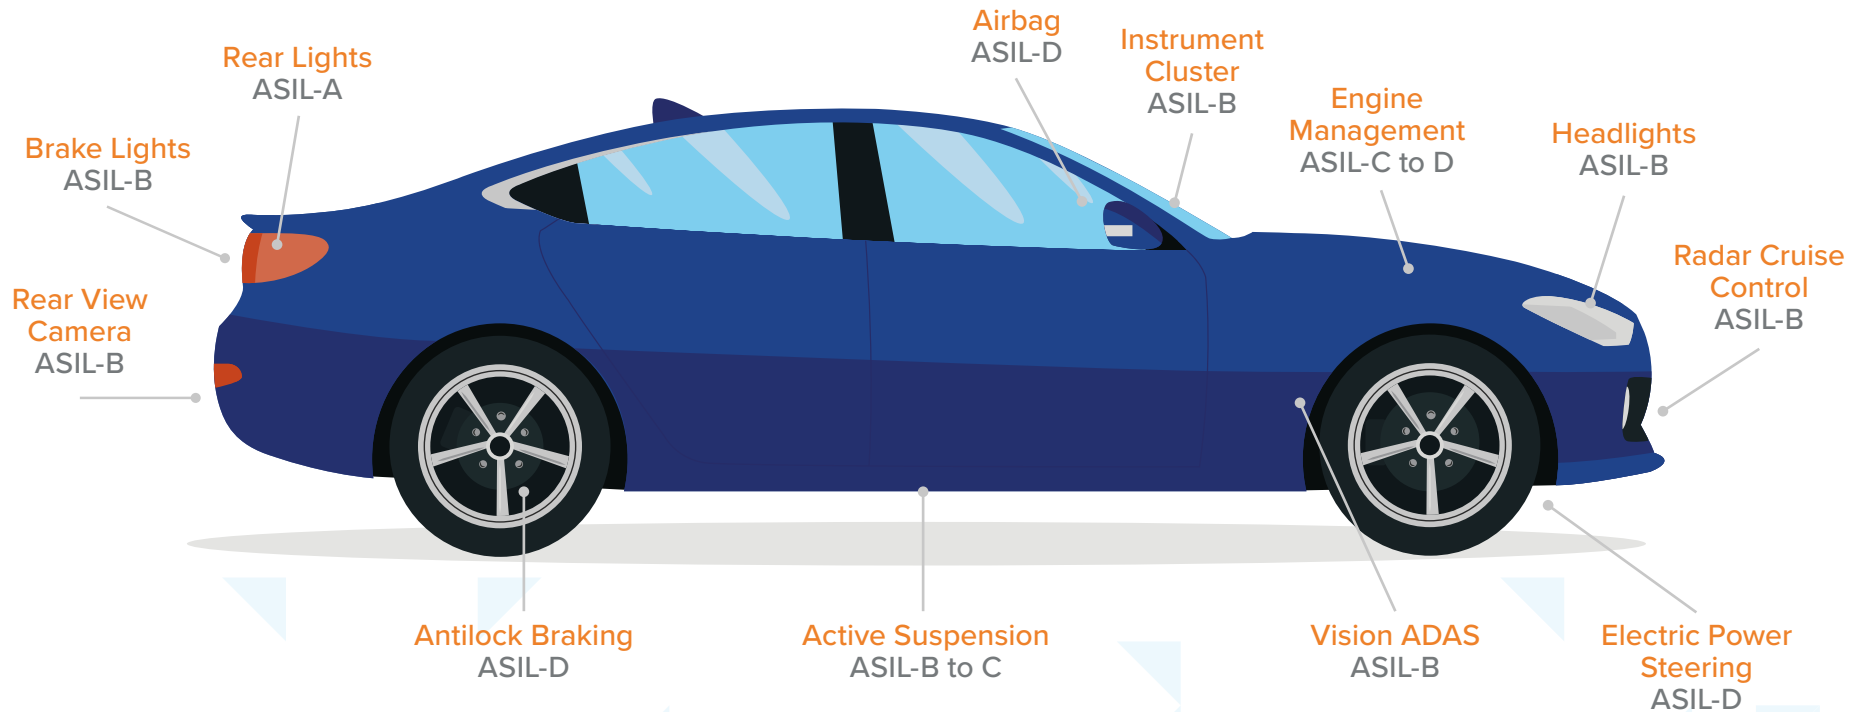 Airbag
ASIL-D
Instrument
Cluster
ASIL-B
Rear Lights
ASIL-A
Engine
Management
ASIL-C to D
Headlights
ASIL-B
Brake Lights
ASIL-B
Radar Cruise
Control
ASIL-B
Rear View
Camera
ASIL-B
Antilock Braking
ASIL-D
Active Suspension
ASIL-B to C
Vision ADAS
ASIL-B
Electric Power
Steering
ASIL-D